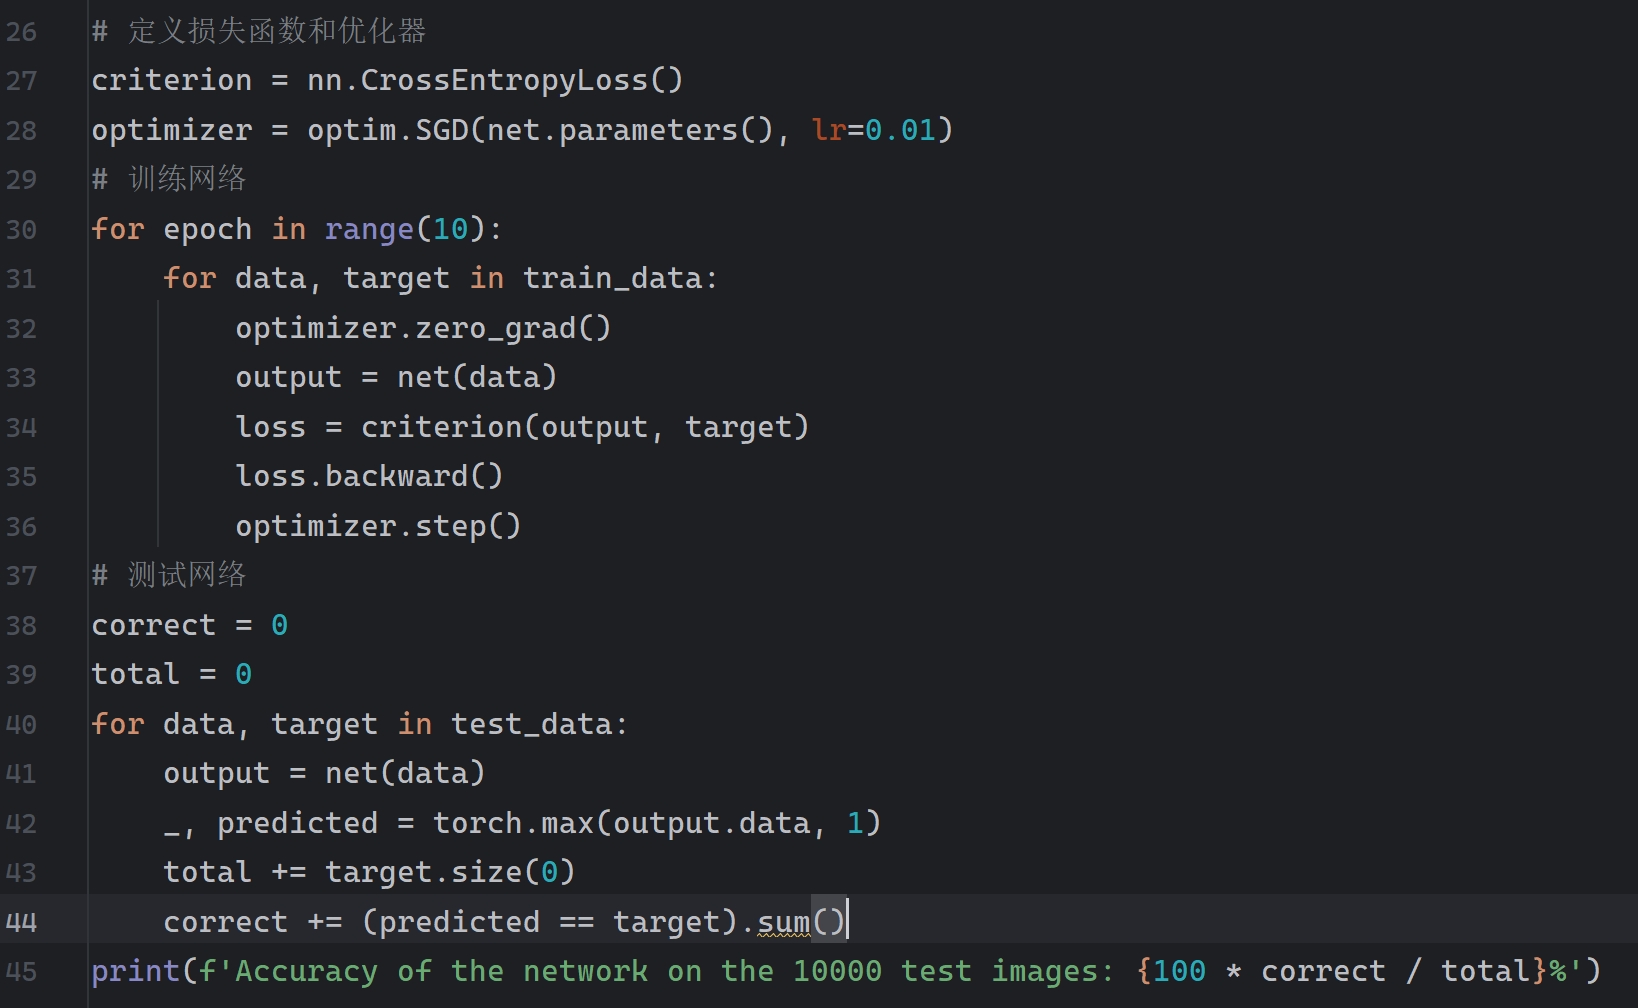 26 # 定义损失函数和优化器
27 criterion = nn.CrossEntropyLoss()
28 optimizer = optim.SGD(net.parameters(), lr=0.01)
29 # 训练网络
30 for epoch in range(10):
31     for data, target in train_data:
32         optimizer.zero_grad()
33         output = net(data)
34         loss = criterion(output, target)
35         loss.backward()
36         optimizer.step()
37 # 测试网络
38 correct = 0
39 total = 0
40 for data, target in test_data:
41     output = net(data)
42     _, predicted = torch.max(output.data, 1)
43     total += target.size(0)
44     correct += (predicted == target).sum()
45 print(f'Accuracy of the network on the 10000 test images: {100 * correct / total}%')